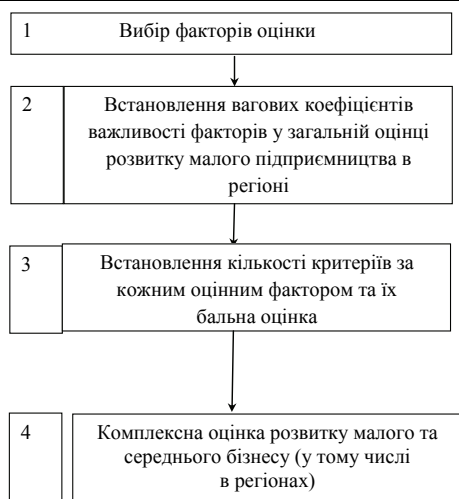 1 Вибір факторів оцінки
2 Встановлення вагових коефіцієнтів
важливості факторів у загальній оцінці
розвитку малого підприємництва в
регіоні
3 Встановлення кількості критеріїв за
кожним оцінним фактором та їх
бальна оцінка
4 Комплексна оцінка розвитку малого та
середнього бізнесу (у тому числі
в регіонах)